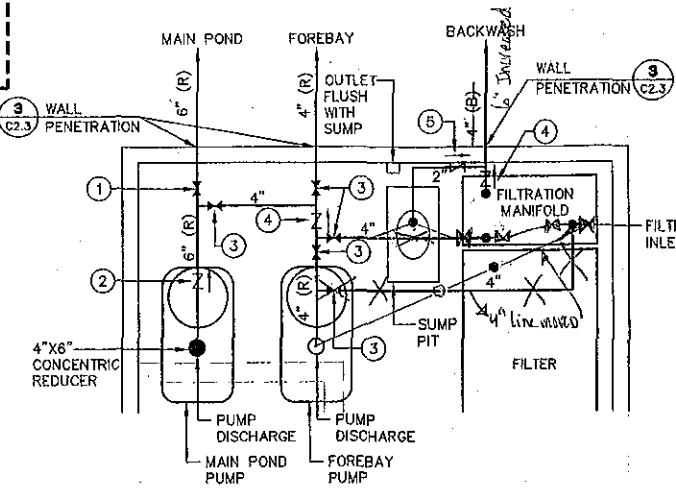 MAIN POND
FOREBAY
BACKWASH
6" Increased
3
C2.3
WALL
PENETRATION
6" (R)
4" (R)
OUTLET
FLUSH
WITH
SUMP
4" (B)
WALL
PENETRATION
3
C2.3
5
4
1
3
2"
4"
4
3
4"
FILTRATION
MANIFOLD
6" (R)
3
2
4" (R)
4"
4"X6"
CONCENTRIC
REDUCER
3
SUMP
PIT
4" line moved
FILTER
PUMP
DISCHARGE
PUMP
DISCHARGE
MAIN POND
PUMP
FOREBAY
PUMP